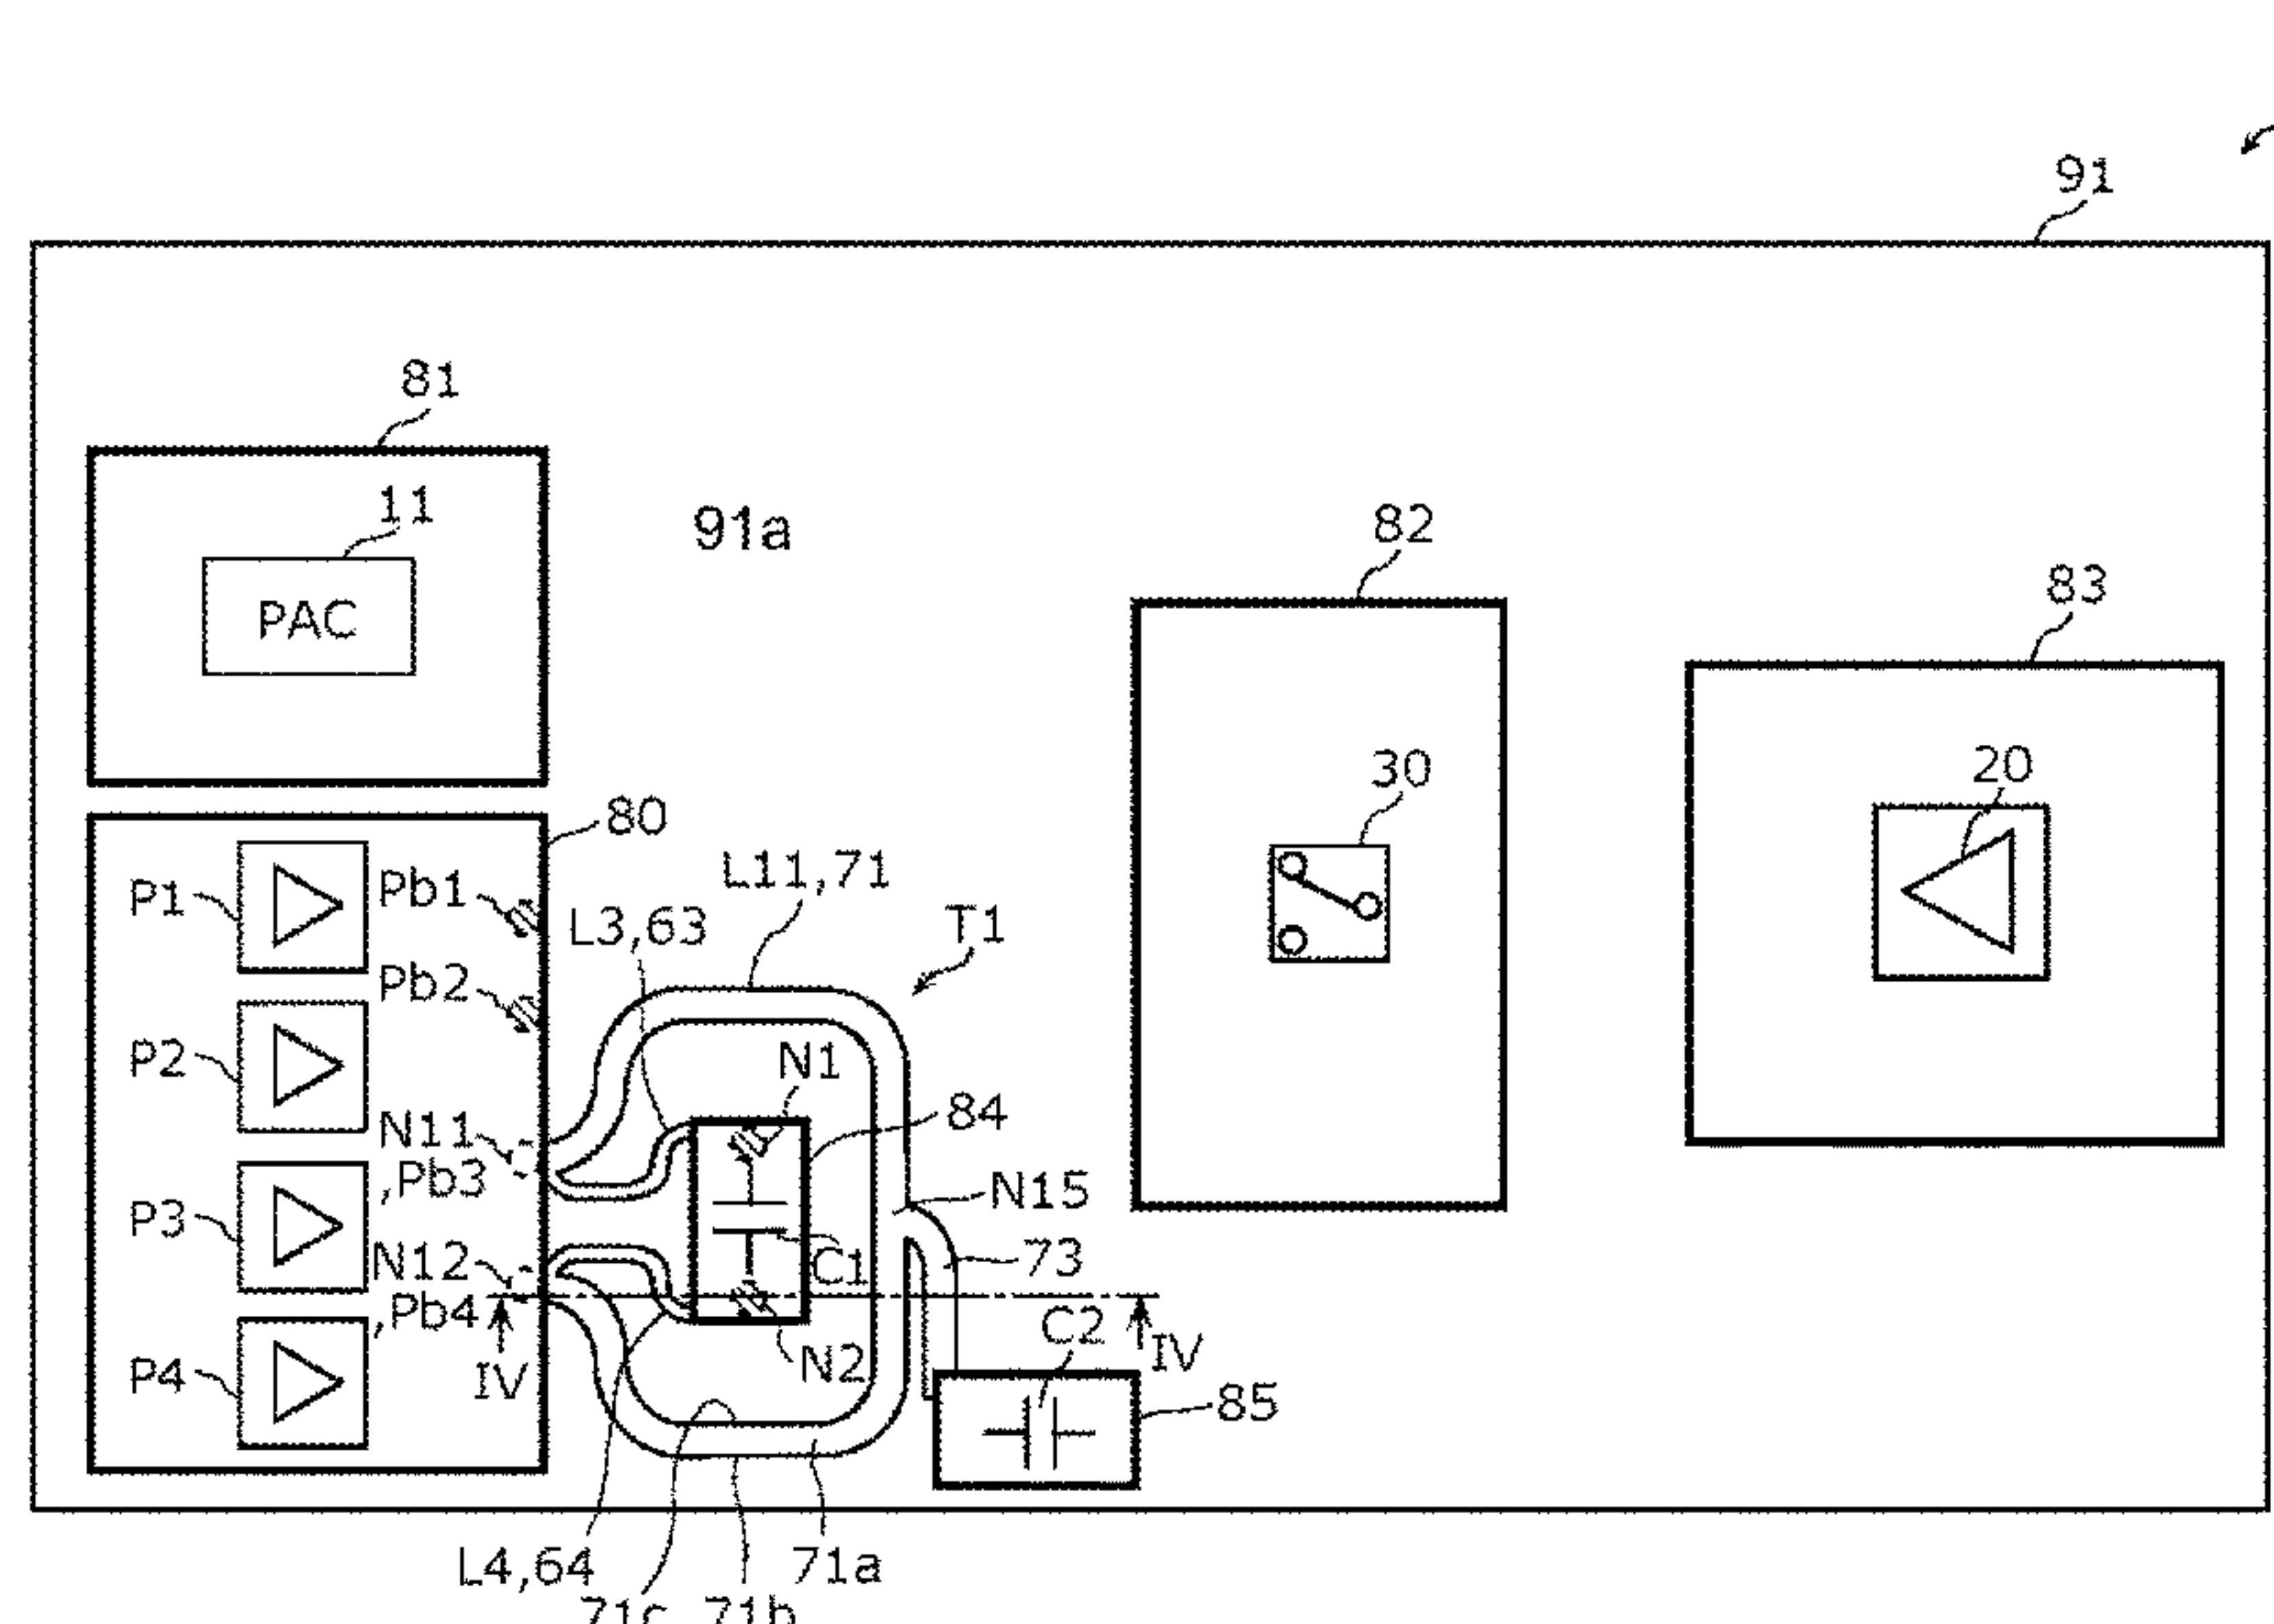 91
81
11
91a
82
PAC
83
30
20
80
L11,71
P1
Pb1
L3,63
T1
Pb2
P2
N1
N11
84
,Pb3
N15
P3
N12
73
C1
,Pb4
C2
P4
IV
N2
IV
85
L4,64
71a
71c
71b